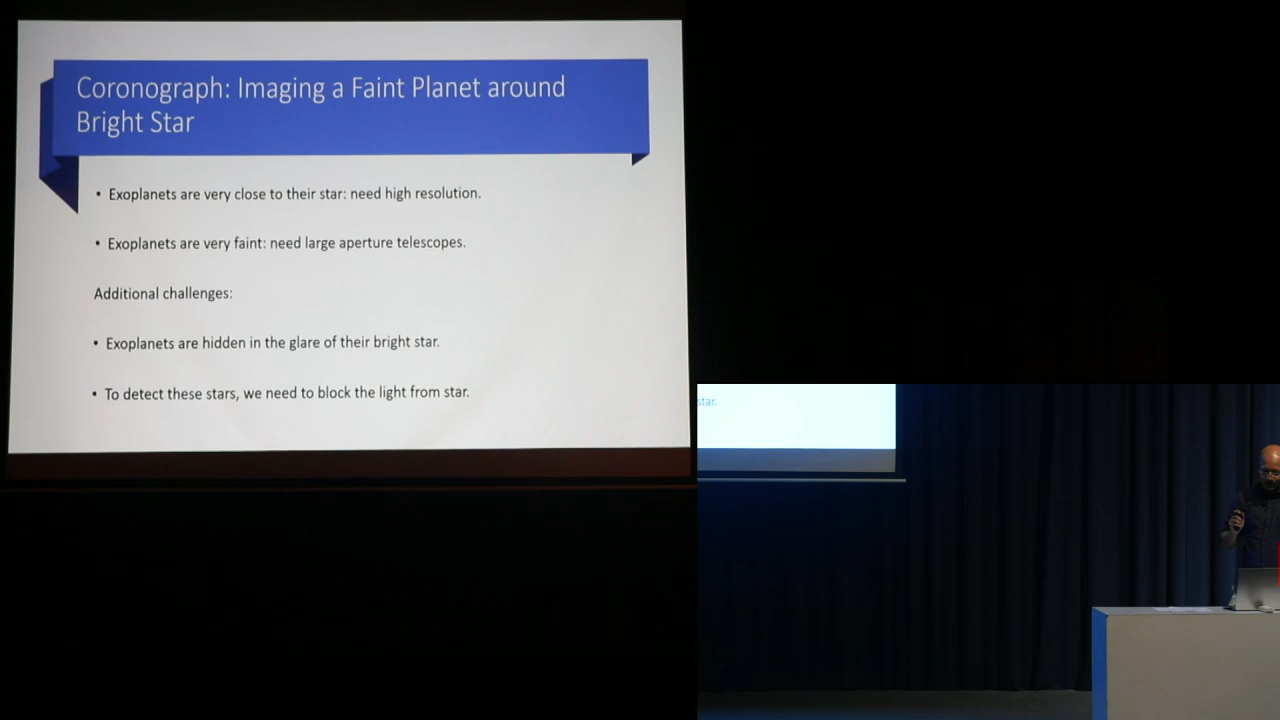 Coronograph: Imaging a Faint Planet around
Bright Star
• Exoplanets are very close to their star: need high resolution.
• Exoplanets are very faint: need large aperture telescopes.
Additional challenges:
• Exoplanets are hidden in the glare of their bright star.
• To detect these stars, we need to block the light from star.
star.